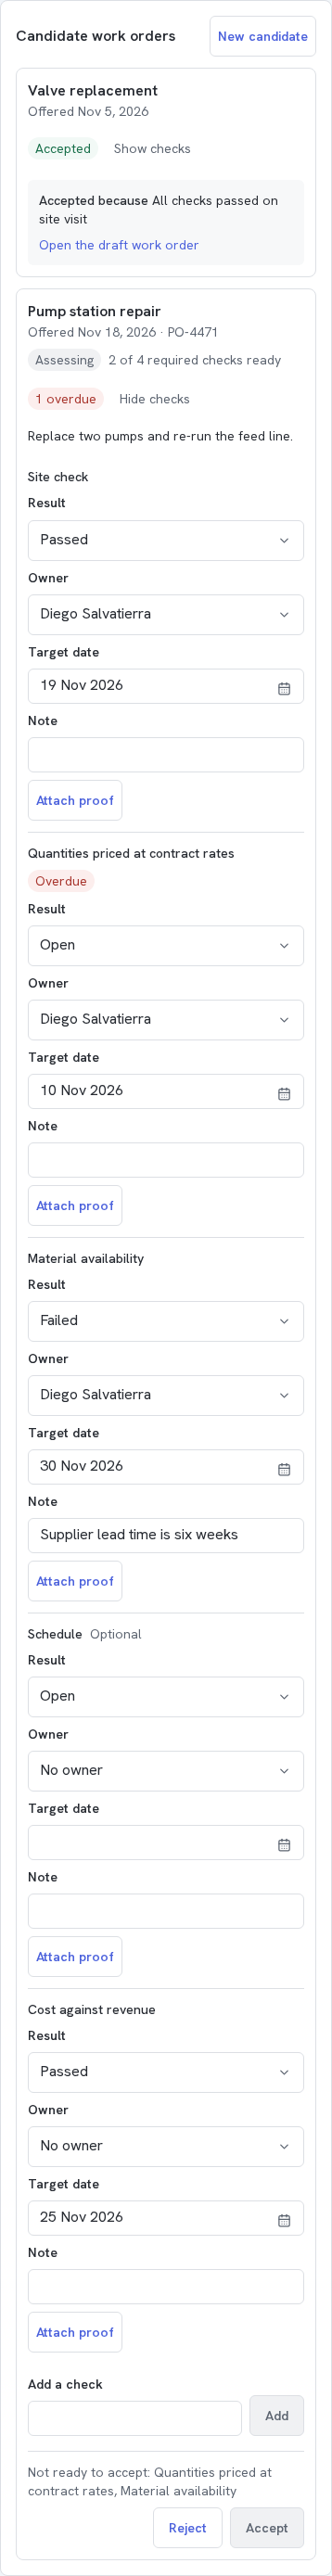 Candidate work orders
New candidate
Valve replacement
Offered Nov 5, 2026
Accepted
Show checks
Accepted because All checks passed on
site visit
Open the draft work order
Pump station repair
Offered Nov 18, 2026 · PO-4471
Assessing 2 of 4 required checks ready
1 overdue
Hide checks
Replace two pumps and re-run the feed line.
Site check
Result
Passed
Owner
Diego Salvatierra
Target date
19 Nov 2026
Note
Attach proof
Quantities priced at contract rates
Overdue
Result
Open
Owner
Diego Salvatierra
Target date
10 Nov 2026
Note
Attach proof
Material availability
Result
Failed
Owner
Diego Salvatierra
Target date
30 Nov 2026
Note
Supplier lead time is six weeks
Attach proof
Schedule Optional
Result
Open
Owner
No owner
Target date
Note
Attach proof
Cost against revenue
Result
Passed
Owner
No owner
Target date
25 Nov 2026
Note
Attach proof
Add a check
Add
Not ready to accept: Quantities priced at
contract rates, Material availability
Reject
Accept